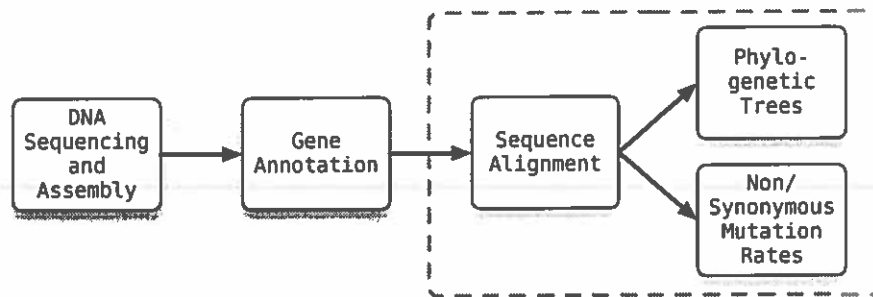 DNA
Sequencing
and
Assembly
Gene
Annotation
Sequence
Alignment
Phylo-
genetic
Trees
Non/
Synonymous
Mutation
Rates